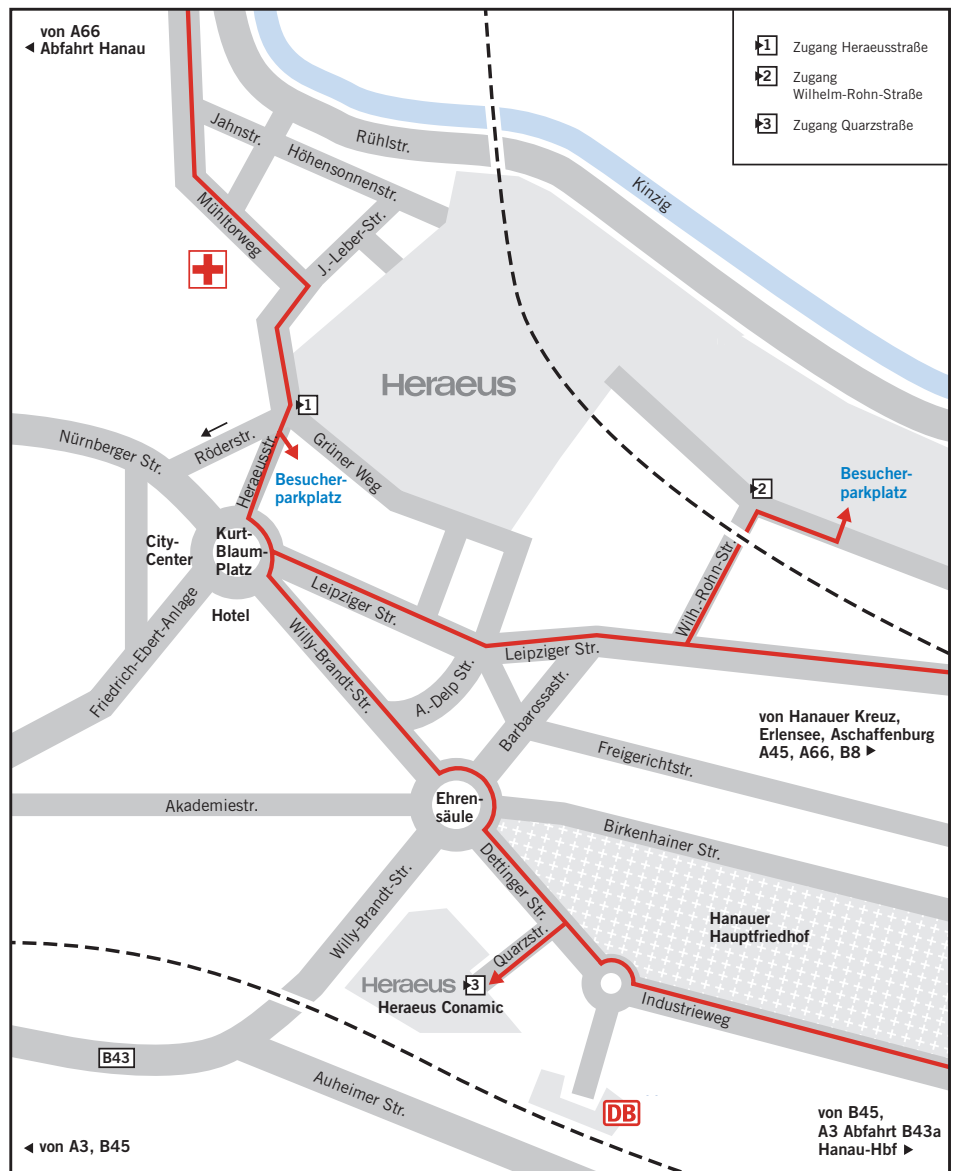 von A66
◄ Abfahrt Hanau
1 Zugang Heraeusstraße
2 Zugang
Wilhelm-Rohn-Straße
3 Zugang Quarzstraße
Jahnstr.
Rühlstr.
Höhensonnenstr.
Kinzig
Mühltorweg
J.-Leber-Str.
Heraeus
1
Nürnberger Str.
Röderstr.
Heraeusstr.
Grüner Weg
Besucher-
parkplatz
2
Besucher-
parkplatz
City-
Center
Kurt-
Blaum-
Platz
Hotel
Leipziger Str.
Wilh.-Rohn-Str.
Friedrich-Ebert-Anlage
Willy-Brandt-Str.
A.-Delp Str.
Leipziger Str.
Barbarossastr.
von Hanauer Kreuz,
Erlensee, Aschaffenburg
A45, A66, B8 ►
Freigerichtstr.
Akademiestr.
Ehren-
säule
Birkenhainer Str.
Dettinger Str.
Willy-Brandt-Str.
Hanauer
Hauptfriedhof
Quarzstr.
Heraeus 3
Heraeus Conamic
Industrieweg
B43
Auheimer Str.
DB
◄ von A3, B45
von B45,
A3 Abfahrt B43a
Hanau-Hbf ►